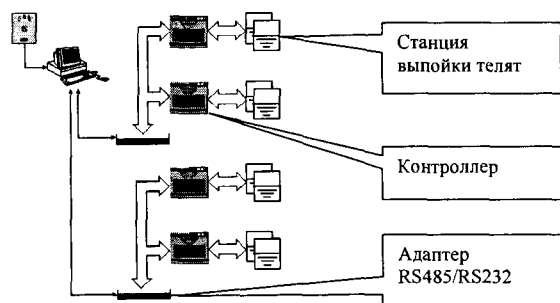 Станция
выпойки телят
Контроллер
Адаптер
RS485/RS232